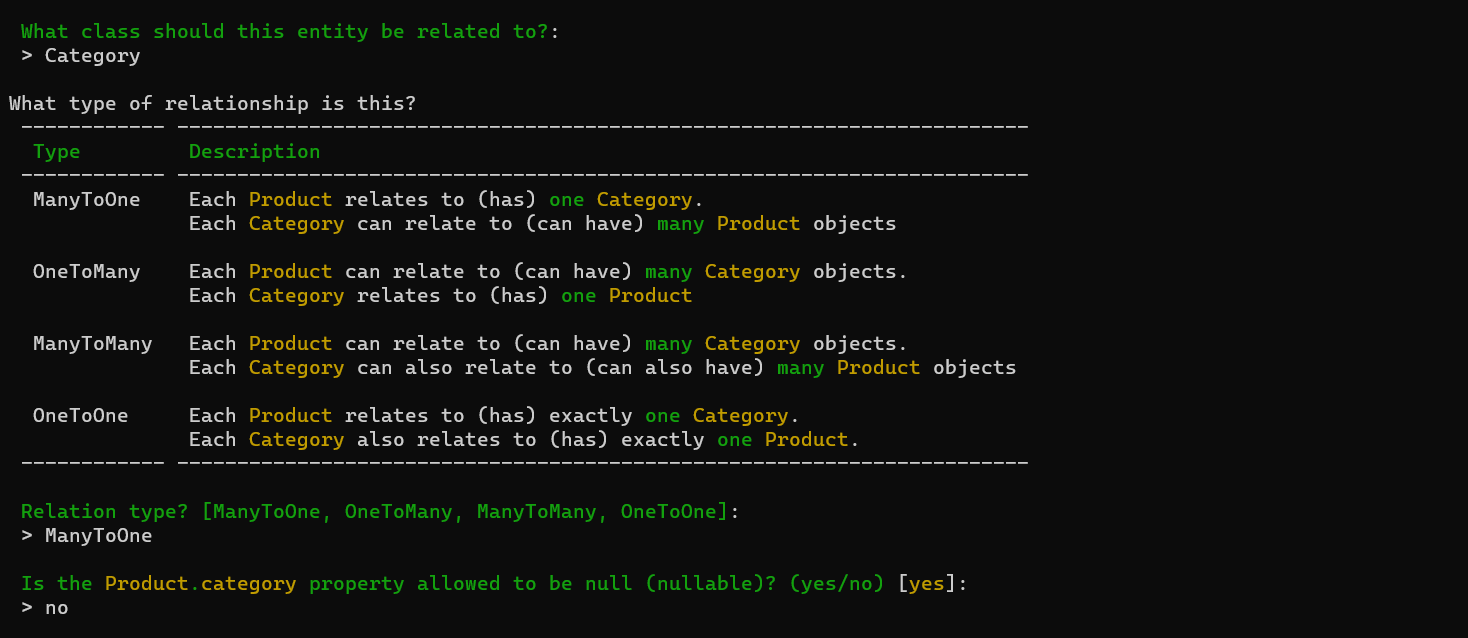 What class should this entity be related to?:
> Category
What type of relationship is this?
------------ -----------------------------------------------------------------------
Type Description
------------ -----------------------------------------------------------------------
ManyToOne Each Product relates to (has) one Category.
Each Category can relate to (can have) many Product objects
OneToMany Each Product can relate to (can have) many Category objects.
Each Category relates to (has) one Product
ManyToMany Each Product can relate to (can have) many Category objects.
Each Category can also relate to (can also have) many Product objects
OneToOne Each Product relates to (has) exactly one Category.
Each Category also relates to (has) exactly one Product.
------------ -----------------------------------------------------------------------
Relation type? [ManyToOne, OneToMany, ManyToMany, OneToOne]:
> ManyToOne
Is the Product.category property allowed to be null (nullable)? (yes/no) [yes]:
> no